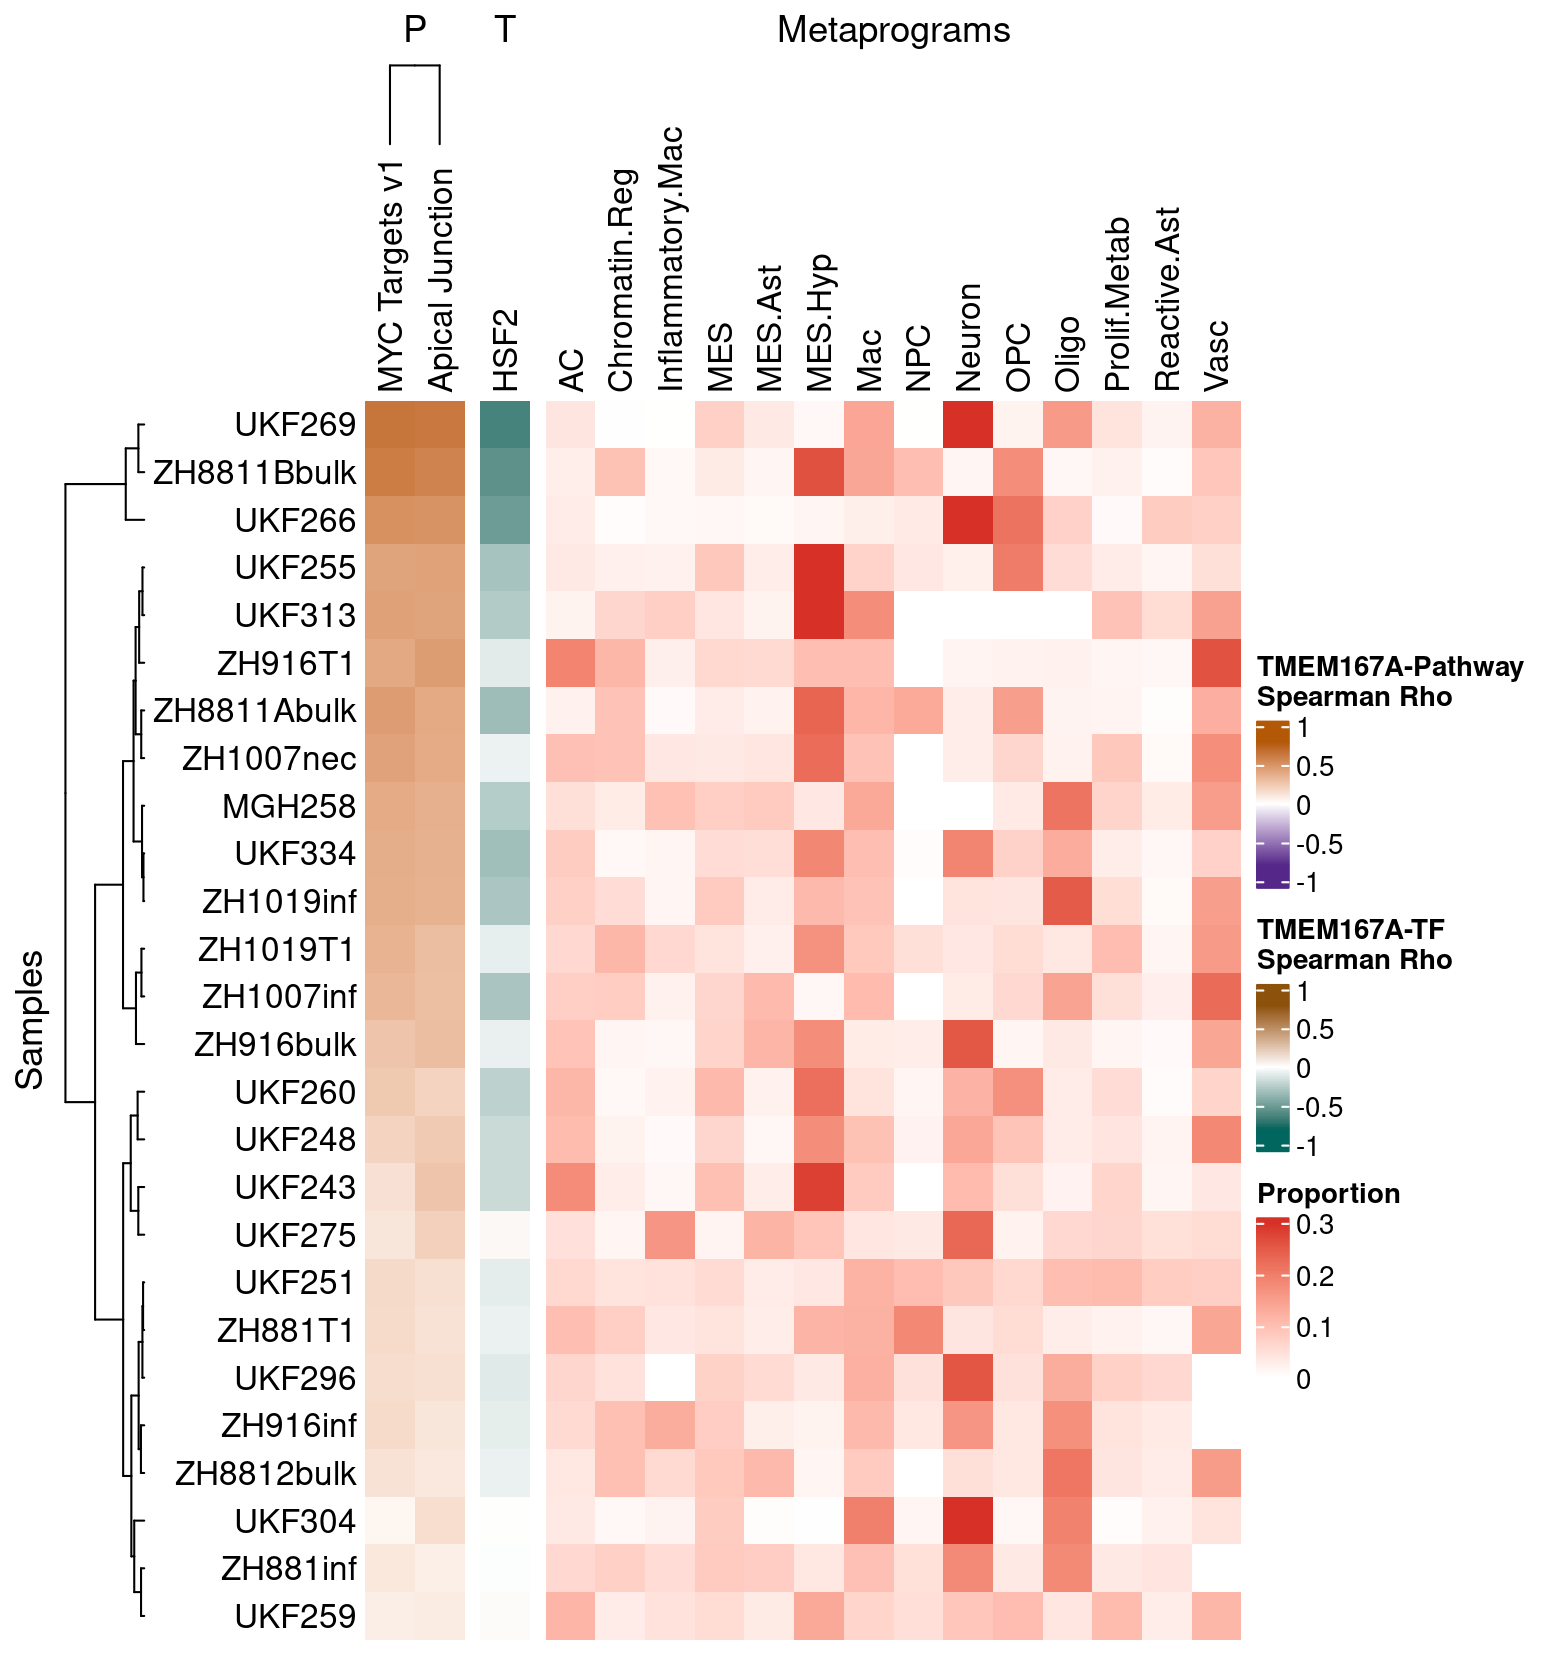 P T Metaprograms
MYC Targets v1
Apical Junction
HSF2
AC
Chromatin.Reg
Inflammatory.Mac
MES
MES.Ast
MES.Hyp
Mac
NPC
Neuron
OPC
Oligo
Prolif.Metab
Reactive.Ast
Vasc
Samples
UKF269
ZH8811Bbulk
UKF266
UKF255
UKF313
ZH916T1
ZH8811Abulk
ZH1007nec
MGH258
UKF334
ZH1019inf
ZH1019T1
ZH1007inf
ZH916bulk
UKF260
UKF248
UKF243
UKF275
UKF251
ZH881T1
UKF296
ZH916inf
ZH8812bulk
UKF304
ZH881inf
UKF259
TMEM167A-Pathway
Spearman Rho
1
0.5
0
-0.5
-1
TMEM167A-TF
Spearman Rho
1
0.5
0
-0.5
-1
Proportion
0.3
0.2
0.1
0